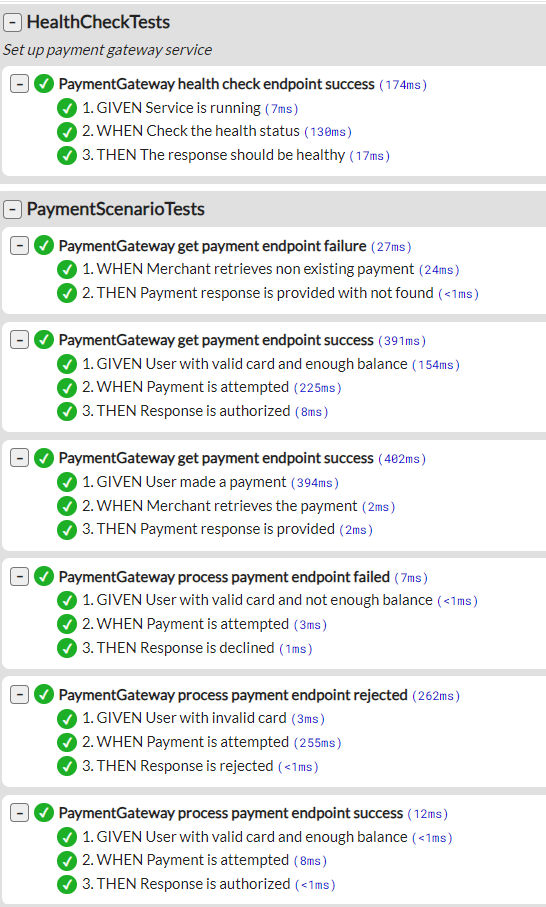 HealthCheckTests
Set up payment gateway service
PaymentGateway health check endpoint success (174ms)
1. GIVEN Service is running (7ms)
2. WHEN Check the health status (130ms)
3. THEN The response should be healthy (17ms)
PaymentScenarioTests
PaymentGateway get payment endpoint failure (27ms)
1. WHEN Merchant retrieves non existing payment (24ms)
2. THEN Payment response is provided with not found (<1ms)
PaymentGateway get payment endpoint success (391ms)
1. GIVEN User with valid card and enough balance (154ms)
2. WHEN Payment is attempted (225ms)
3. THEN Response is authorized (8ms)
PaymentGateway get payment endpoint success (402ms)
1. GIVEN User made a payment (394ms)
2. WHEN Merchant retrieves the payment (2ms)
3. THEN Payment response is provided (2ms)
PaymentGateway process payment endpoint failed (7ms)
1. GIVEN User with valid card and not enough balance (<1ms)
2. WHEN Payment is attempted (3ms)
3. THEN Response is declined (1ms)
PaymentGateway process payment endpoint rejected (262ms)
1. GIVEN User with invalid card (3ms)
2. WHEN Payment is attempted (255ms)
3. THEN Response is rejected (<1ms)
PaymentGateway process payment endpoint success (12ms)
1. GIVEN User with valid card and enough balance (<1ms)
2. WHEN Payment is attempted (8ms)
3. THEN Response is authorized (<1ms)